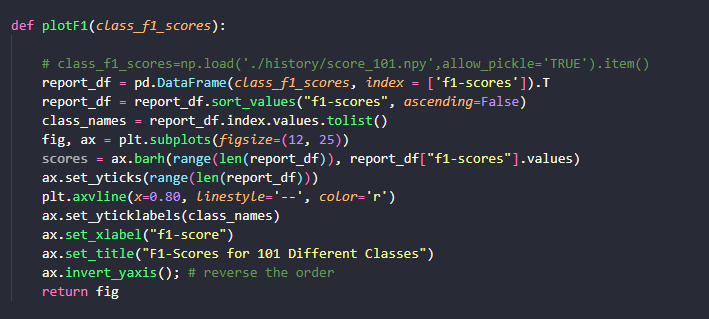 def plotF1(class_f1_scores):
# class_f1_scores=np.load('./history/score_101.npy',allow_pickle='TRUE').item()
report_df = pd.DataFrame(class_f1_scores, index = ['f1-scores']).T
report_df = report_df.sort_values("f1-scores", ascending=False)
class_names = report_df.index.values.tolist()
fig, ax = plt.subplots(figsize=(12, 25))
scores = ax.barh(range(len(report_df)), report_df["f1-scores"].values)
ax.set_yticks(range(len(report_df)))
plt.axvline(x=0.80, linestyle='--', color='r')
ax.set_yticklabels(class_names)
ax.set_xlabel("f1-score")
ax.set_title("F1-Scores for 101 Different Classes")
ax.invert_yaxis(); # reverse the order
return fig